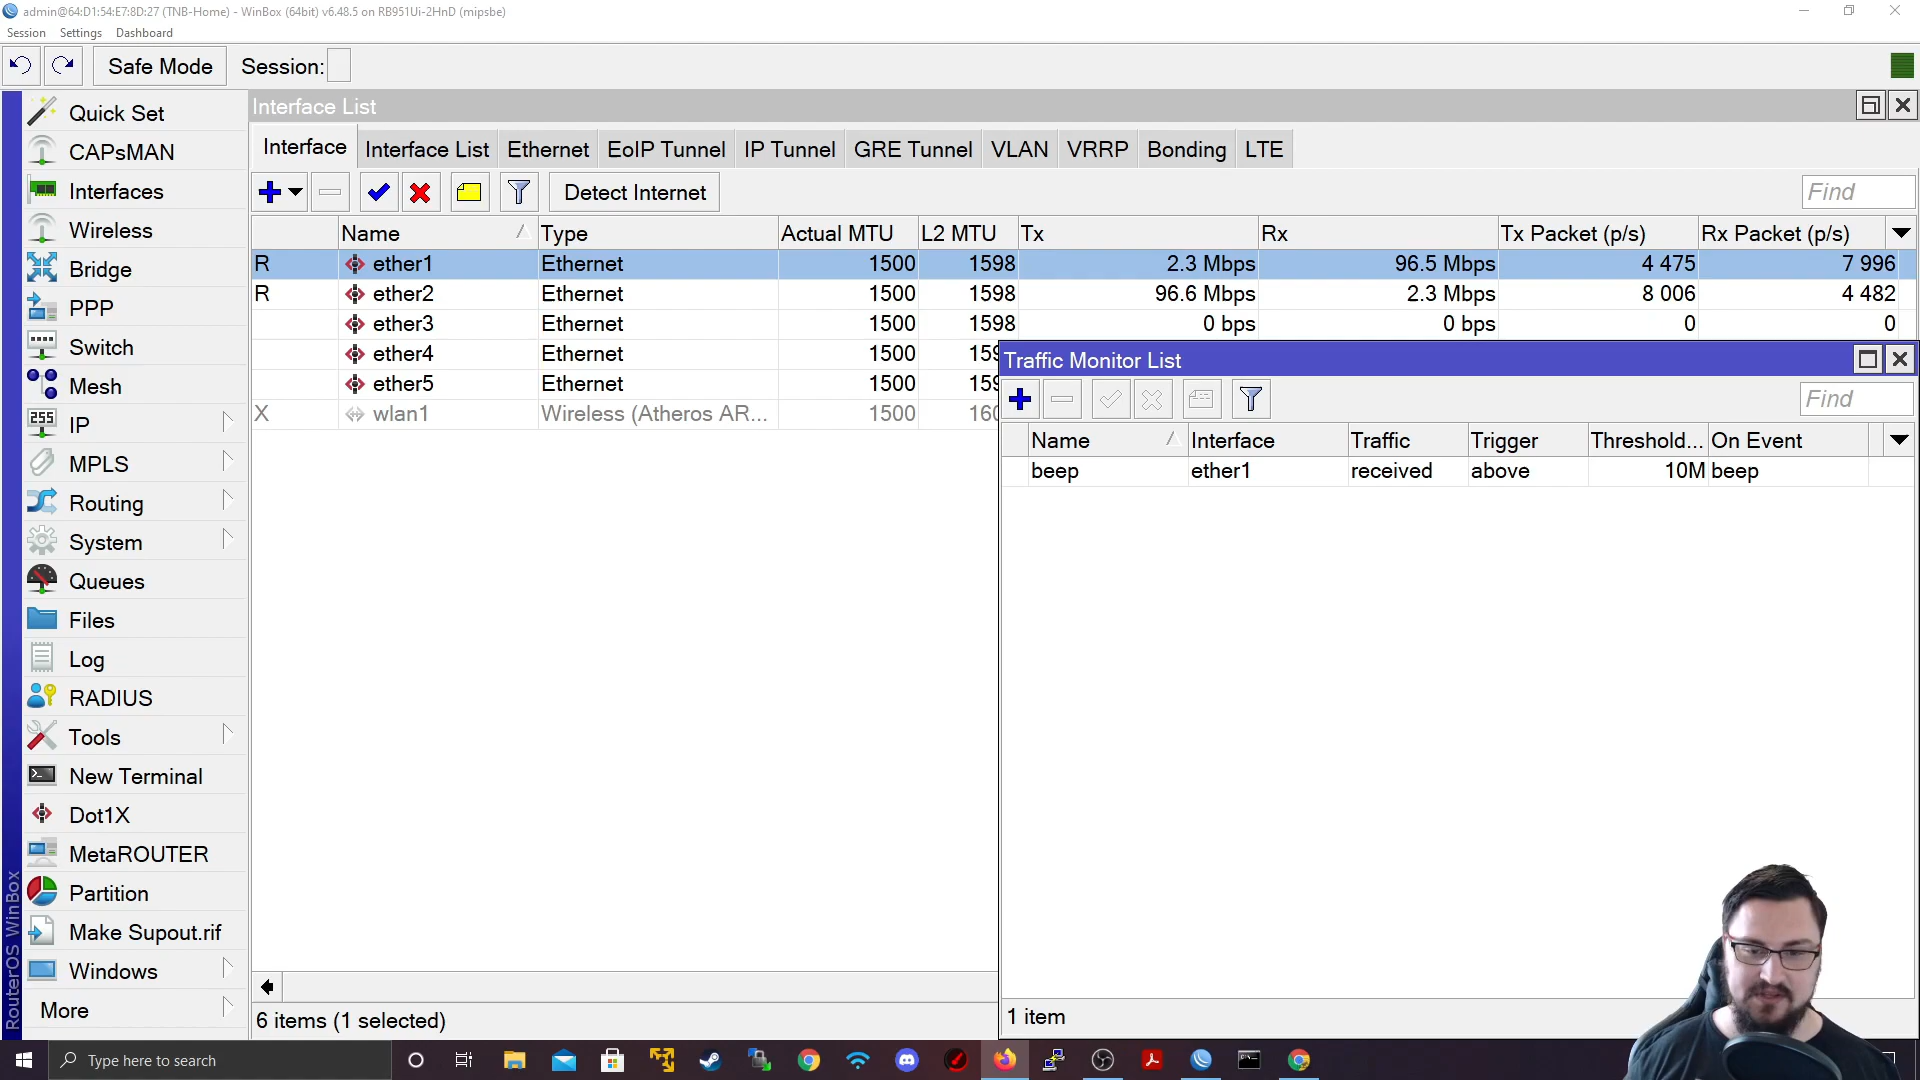 admin@64:D1:54:E7:8D:27 (TNB-Home) - WinBox (64bit) v6.48.5 on RB951Ui-2HnD (mipsbe)
Session Settings Dashboard
Safe Mode Session:
Quick Set
CAPsMAN
Interfaces
Wireless
Bridge
PPP
Switch
Mesh
255 IP
MPLS
Routing
System
Queues
Files
Log
RADIUS
Tools
New Terminal
Dot1X
MetaROUTER
Partition
Make Supout.rif
Windows
More
RouterOS WinBox
Interface List
Interface Interface List Ethernet EoIP Tunnel IP Tunnel GRE Tunnel VLAN VRRP Bonding LTE
Detect Internet Find
Name Type Actual MTU L2 MTU Tx Rx Tx Packet (p/s) Rx Packet (p/s)
R ether1 Ethernet 1500 1598 2.3 Mbps 96.5 Mbps 4 475 7 996
R ether2 Ethernet 1500 1598 96.6 Mbps 2.3 Mbps 8 006 4 482
ether3 Ethernet 1500 1598 0 bps 0 bps 0 0
ether4 Ethernet 1500 159
ether5 Ethernet 1500 159
X wlan1 Wireless (Atheros AR... 1500 160
6 items (1 selected)
Traffic Monitor List
Find
Name Interface Traffic Trigger Threshold... On Event
beep ether1 received above 10M beep
1 item
Type here to search